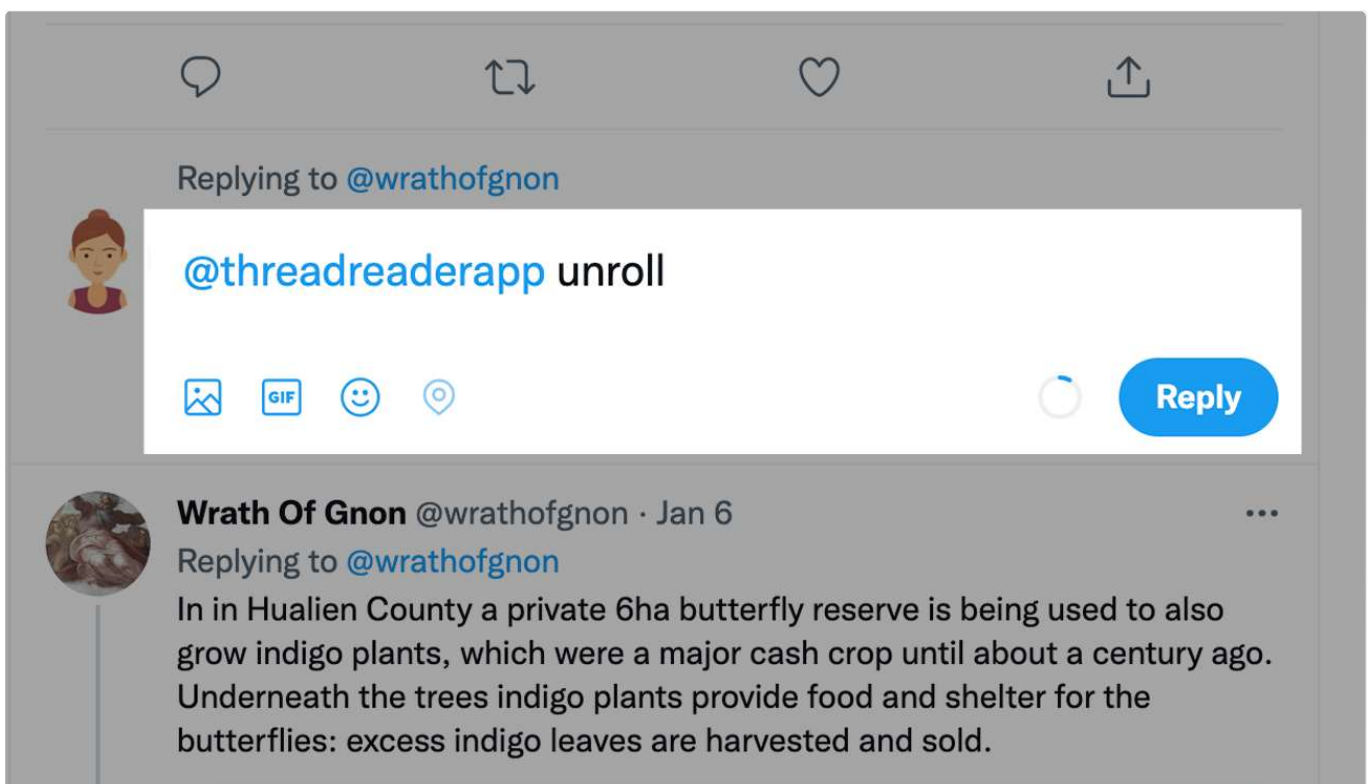 Replying to @wrathofgnon
@threadreaderapp unroll
GIF
Reply
Wrath Of Gnon @wrathofgnon · Jan 6
Replying to @wrathofgnon
In in Hualien County a private 6ha butterfly reserve is being used to also
grow indigo plants, which were a major cash crop until about a century ago.
Underneath the trees indigo plants provide food and shelter for the
butterflies: excess indigo leaves are harvested and sold.